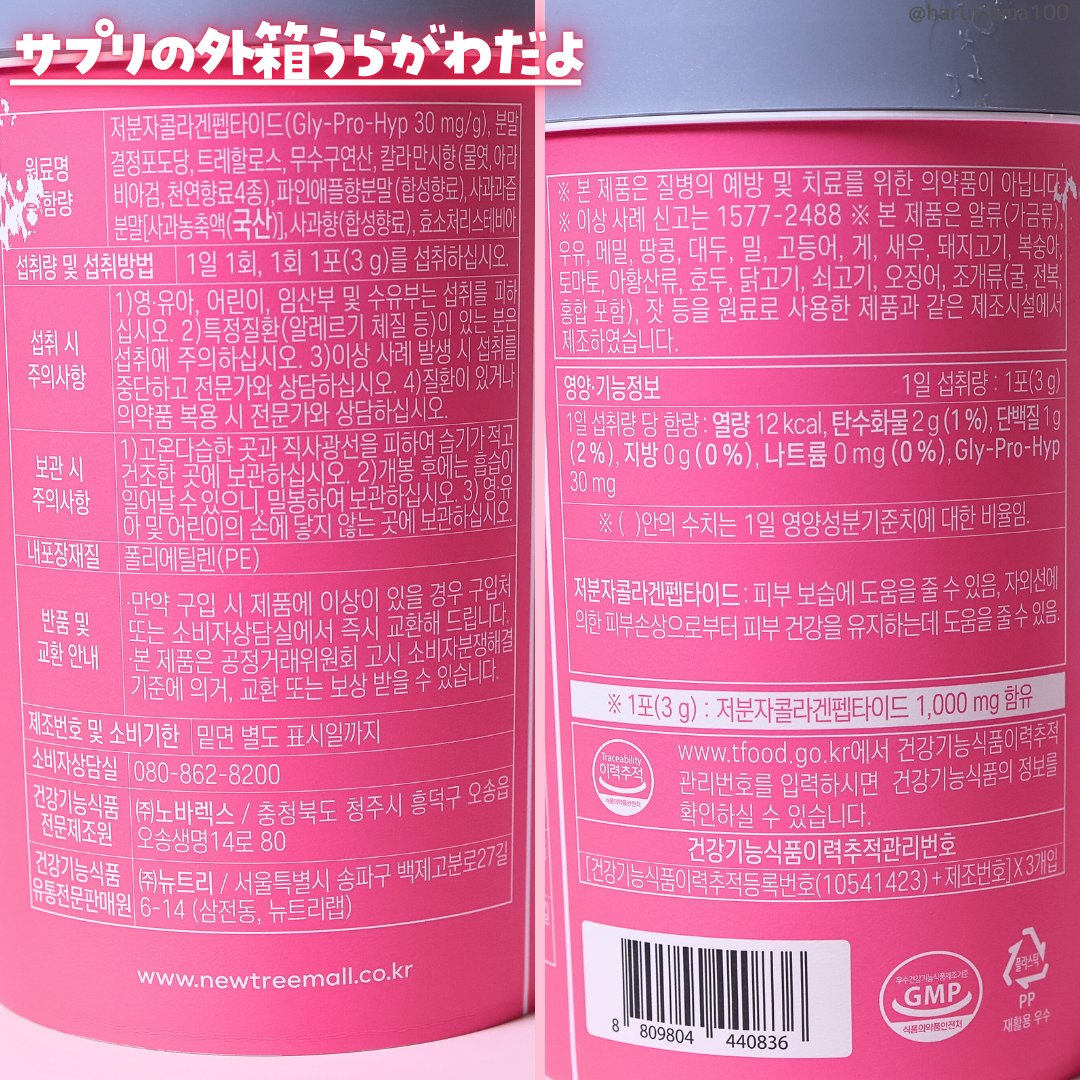 サプリの外箱うらがわだよ
원료명
함량
저분자콜라겐펩타이드(Gly-Pro-Hyp 30 mg/g), 분말
결정포도당, 트레할로스, 무수구연산, 칼라만시향(물엿, 아라
비아검, 천연향료4종), 파인애플향분말(합성향료), 사과과즙
분말[사과농축액(국산)], 사과향(합성향료), 효소처리스테비아
섭취량 및 섭취방법 1일 1회, 1회 1포(3 g)를 섭취하십시오.
섭취 시
주의사항
1)영·유아, 어린이, 임산부 및 수유부는 섭취를 피하
십시오. 2)특정질환(알레르기 체질 등)이 있는 분은
섭취에 주의하십시오. 3)이상 사례 발생 시 섭취를
중단하고 전문가와 상담하십시오. 4)질환이 있거나
의약품 복용 시 전문가와 상담하십시오.
보관 시
주의사항
1)고온다습한 곳과 직사광선을 피하여 습기가 적고
건조한 곳에 보관하십시오. 2)개봉 후에는 흡습이
일어날 수 있으니, 밀봉하여 보관하십시오. 3)영·유
아 및 어린이의 손에 닿지 않는 곳에 보관하십시오.
내포장재질 폴리에틸렌(PE)
반품 및
교환 안내
·만약 구입 시 제품에 이상이 있을 경우 구입처
또는 소비자상담실에서 즉시 교환해 드립니다.
·본 제품은 공정거래위원회 고시 소비자분쟁해결
기준에 의거, 교환 또는 보상 받을 수 있습니다.
제조번호 및 소비기한 밑면 별도 표시일까지
소비자상담실 080-862-8200
건강기능식품
전문제조원
㈜노바렉스 / 충청북도 청주시 흥덕구 오송읍
오송생명14로 80
건강기능식품
유통전문판매원
㈜뉴트리 / 서울특별시 송파구 백제고분로27길
6-14 (삼전동, 뉴트리랩)
www.newtreemall.co.kr
※ 본 제품은 질병의 예방 및 치료를 위한 의약품이 아닙니다.
※ 이상 사례 신고는 1577-2488 ※ 본 제품은 알류(가금류),
우유, 메밀, 땅콩, 대두, 밀, 고등어, 게, 새우, 돼지고기, 복숭아,
토마토, 아황산류, 호두, 닭고기, 쇠고기, 오징어, 조개류(굴, 전복,
홍합 포함), 잣 등을 원료로 사용한 제품과 같은 제조시설에서
제조하였습니다.
영양·기능정보 1일 섭취량 : 1포(3 g)
1일 섭취량 당 함량 : 열량 12 kcal, 탄수화물 2 g (1%), 단백질 1 g
(2%), 지방 0 g (0%), 나트륨 0 mg (0%), Gly-Pro-Hyp
30 mg
※ ( )안의 수치는 1일 영양성분기준치에 대한 비율임.
저분자콜라겐펩타이드 : 피부 보습에 도움을 줄 수 있음, 자외선에
의한 피부손상으로부터 피부 건강을 유지하는데 도움을 줄 수 있음.
※ 1포(3 g) : 저분자콜라겐펩타이드 1,000 mg 함유
Traceability
이력추적
식품의약품안전처
www.tfood.go.kr에서 건강기능식품이력추적
관리번호를 입력하시면 건강기능식품의 정보를
확인하실 수 있습니다.
건강기능식품이력추적관리번호
[건강기능식품이력추적등록번호(10541423)+제조번호] X 3개입
8 809804 440836
우수건강기능식품제조기준
GMP
식품의약품안전처
플라스틱
PP
재활용 우수